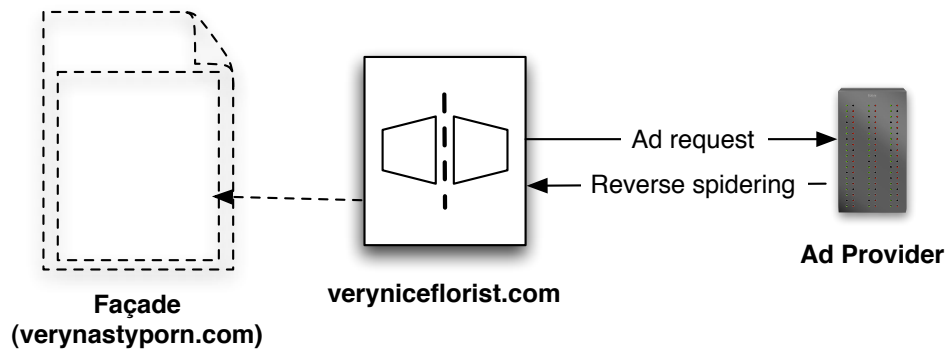 Ad request
Reverse spidering
Ad Provider
veryniceflorist.com
Façade
(verynastyporn.com)